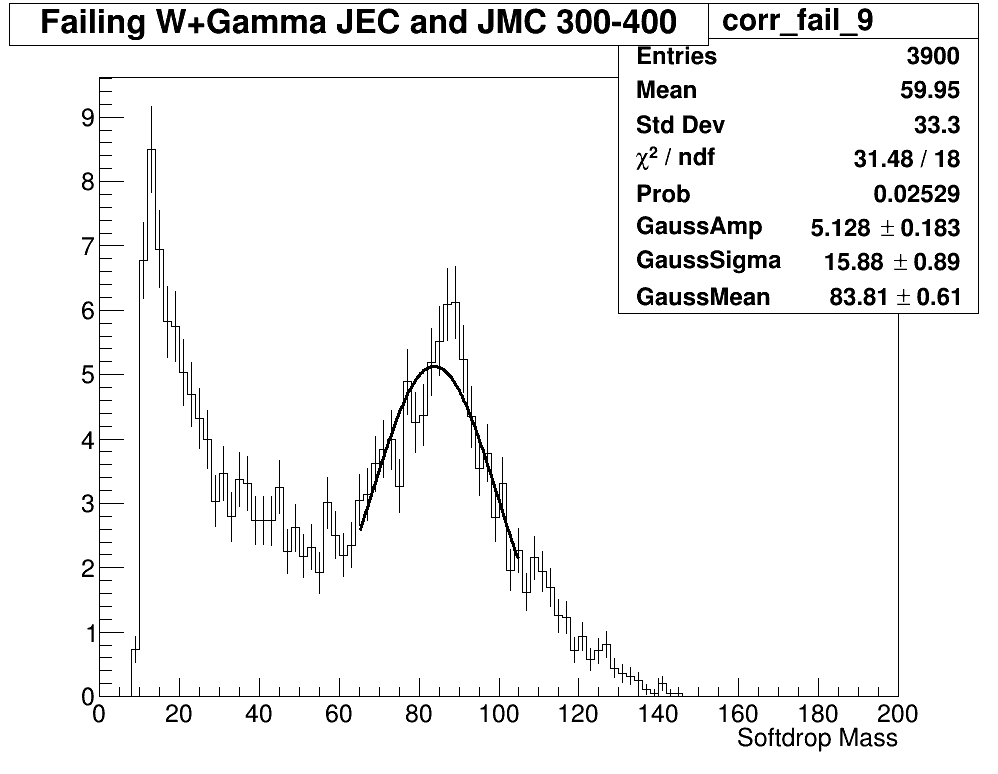 Failing W+Gamma JEC and JMC 300-400
corr_fail_9
Entries 3900
Mean 59.95
Std Dev 33.3
χ² / ndf 31.48 / 18
Prob 0.02529
GaussAmp 5.128 ± 0.183
GaussSigma 15.88 ± 0.89
GaussMean 83.81 ± 0.61
9
8
7
6
5
4
3
2
1
0
0 20 40 60 80 100 120 140 160 180 200
Softdrop Mass